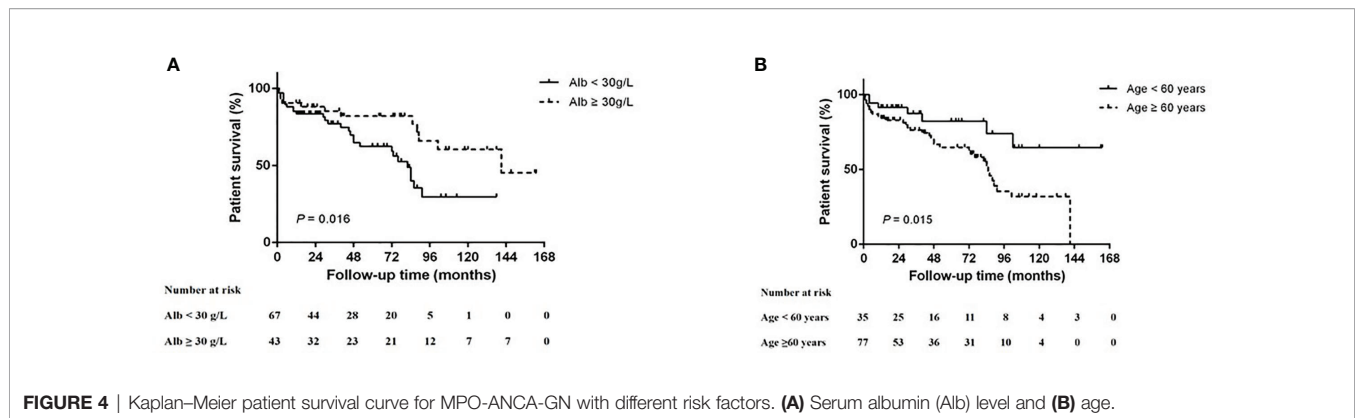 A
Patient survival (%)
100
50
0
Alb < 30g/L
Alb ≥ 30g/L
P = 0.016
0 24 48 72 96 120 144 168
Follow-up time (months)
Number at risk
Alb < 30 g/L 67 44 28 20 5 1 0 0
Alb ≥ 30 g/L 43 32 23 21 12 7 7 0
B
Patient survival (%)
100
50
0
Age < 60 years
Age ≥ 60 years
P = 0.015
0 24 48 72 96 120 144 168
Follow-up time (months)
Number at risk
Age < 60 years 35 25 16 11 8 4 3 0
Age ≥60 years 77 53 36 31 10 4 0 0
FIGURE 4 | Kaplan–Meier patient survival curve for MPO-ANCA-GN with different risk factors. (A) Serum albumin (Alb) level and (B) age.